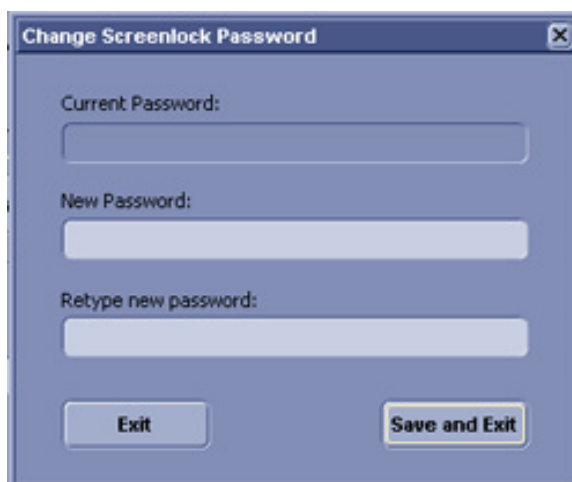 Change Screenlock Password
Current Password:
New Password:
Retype new password:
Exit
Save and Exit